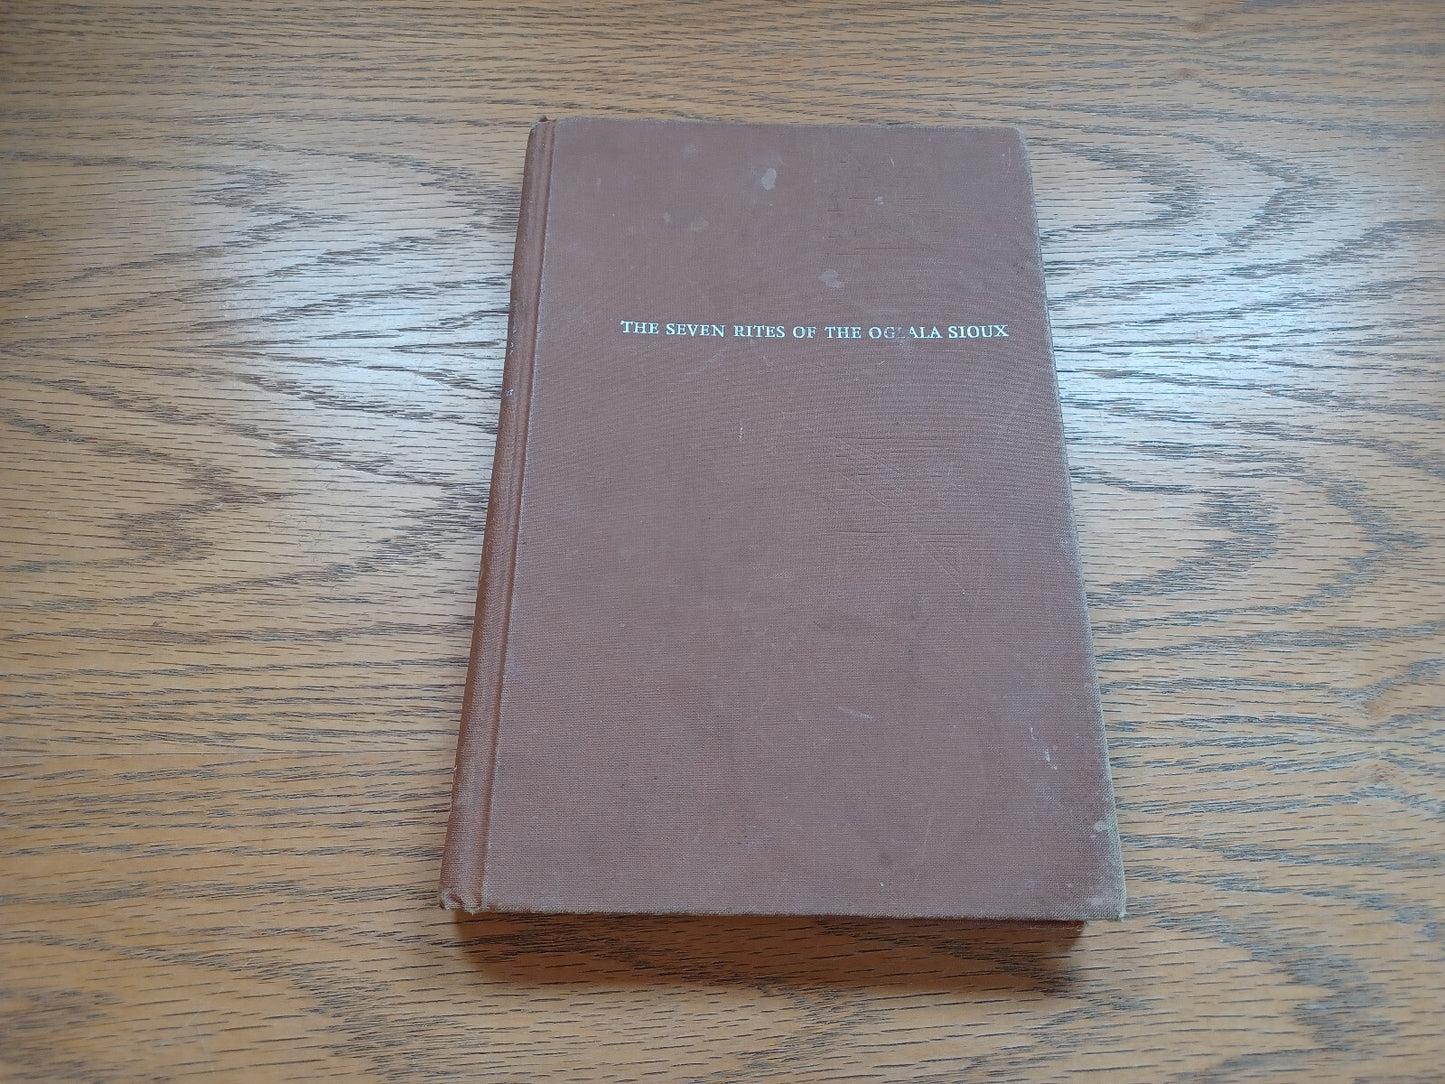 THE SEVEN RITES OF THE OGLALA SIOUX